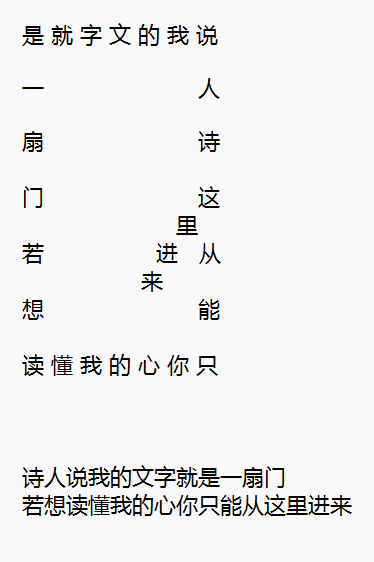 是就字文的我说
一 人
扇 诗
门 这
里
若 进 从
来
想 能
读懂我的心你只
诗人说我的文字就是一扇门
若想读懂我的心你只能从这里进来